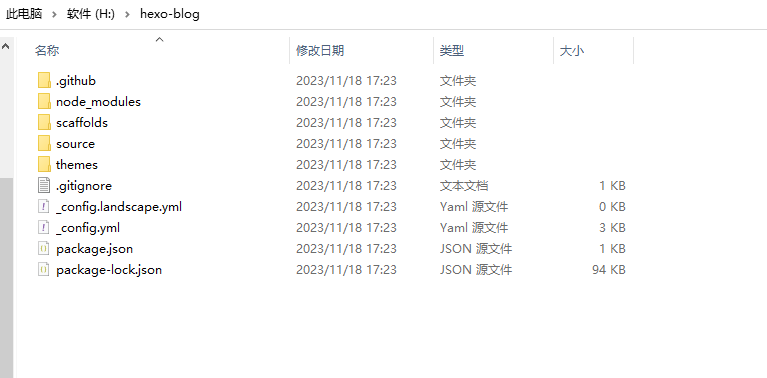 此电脑 > 软件 (H:) > hexo-blog
名称 修改日期 类型 大小
.github 2023/11/18 17:23 文件夹
node_modules 2023/11/18 17:23 文件夹
scaffolds 2023/11/18 17:23 文件夹
source 2023/11/18 17:23 文件夹
themes 2023/11/18 17:23 文件夹
.gitignore 2023/11/18 17:23 文本文档 1 KB
_config.landscape.yml 2023/11/18 17:23 Yaml 源文件 0 KB
_config.yml 2023/11/18 17:23 Yaml 源文件 3 KB
package.json 2023/11/18 17:23 JSON 源文件 1 KB
package-lock.json 2023/11/18 17:23 JSON 源文件 94 KB